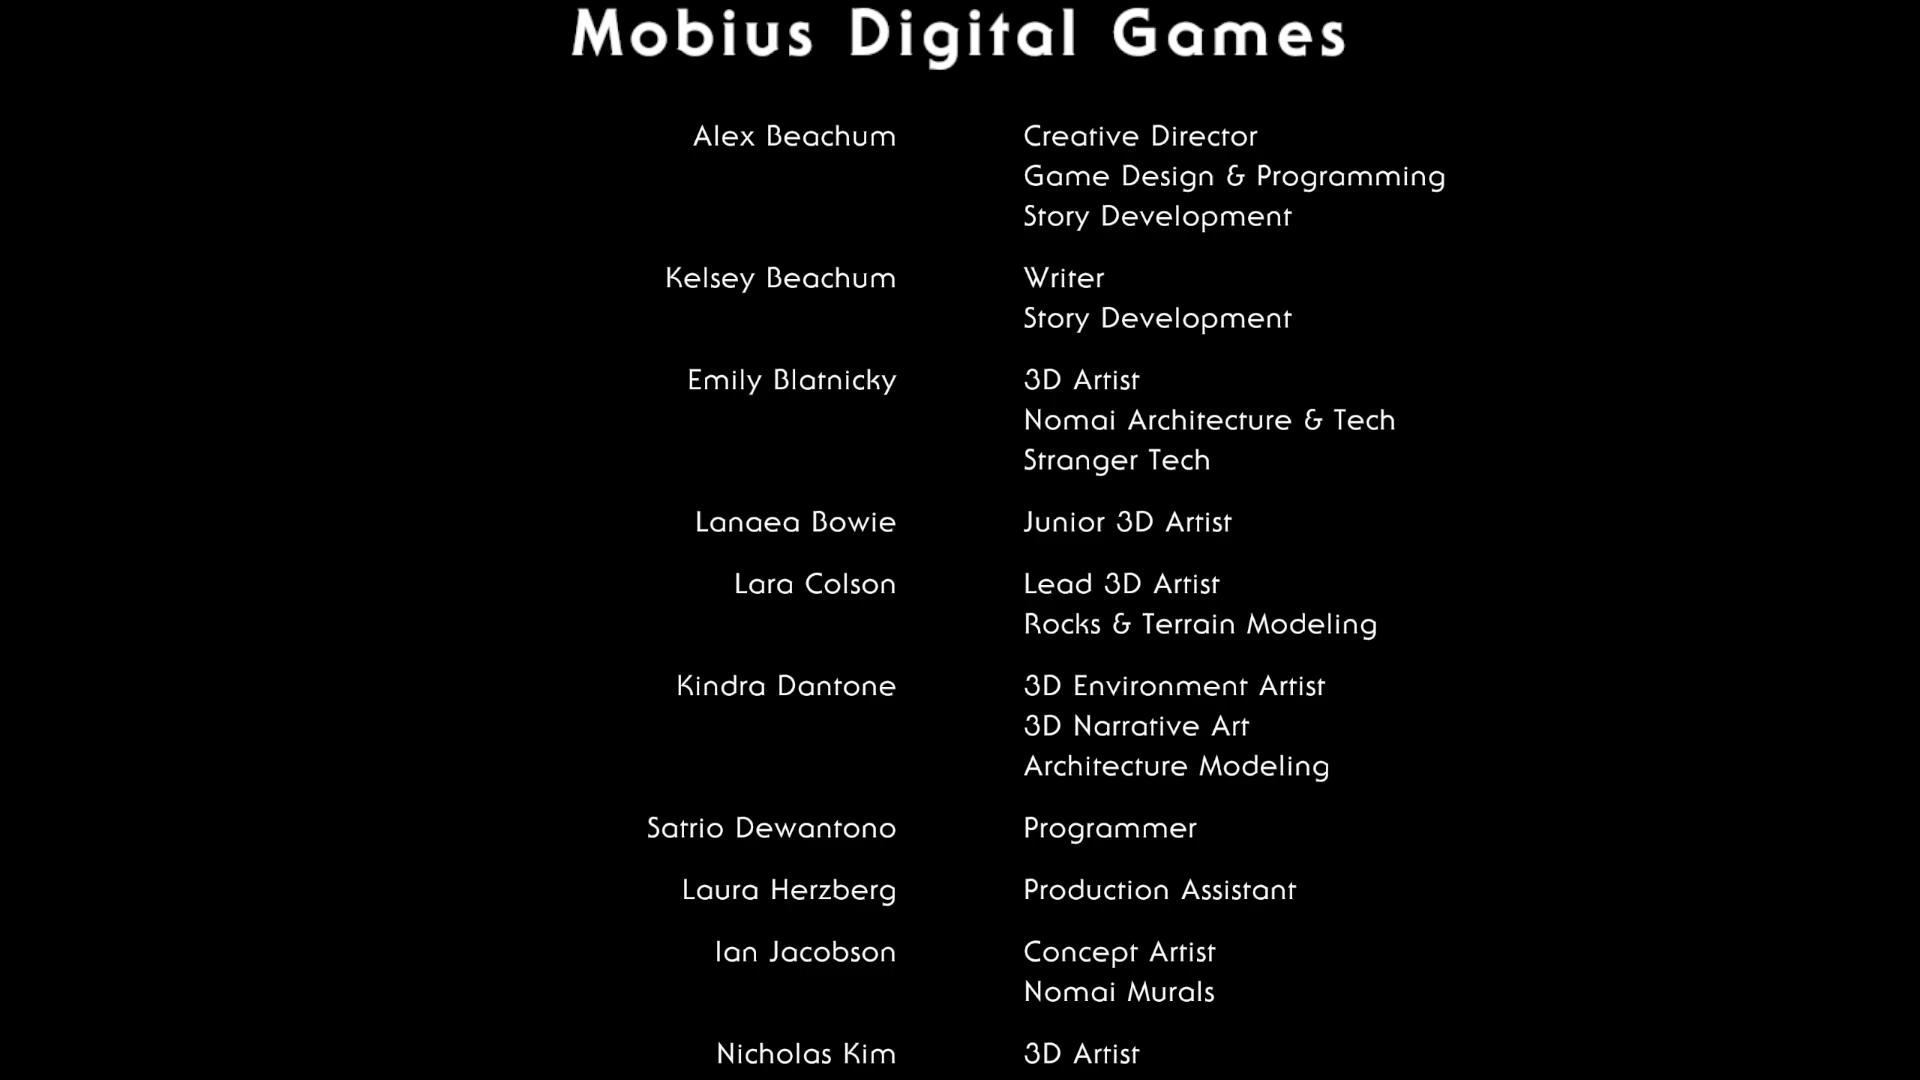 Mobius Digital Games
Alex Beachum Creative Director
Game Design & Programming
Story Development
Kelsey Beachum Writer
Story Development
Emily Blatnicky 3D Artist
Nomai Architecture & Tech
Stranger Tech
Lanaea Bowie Junior 3D Artist
Lara Colson Lead 3D Artist
Rocks & Terrain Modeling
Kindra Dantone 3D Environment Artist
3D Narrative Art
Architecture Modeling
Satrio Dewantono Programmer
Laura Herzberg Production Assistant
Ian Jacobson Concept Artist
Nomai Murals
Nicholas Kim 3D Artist